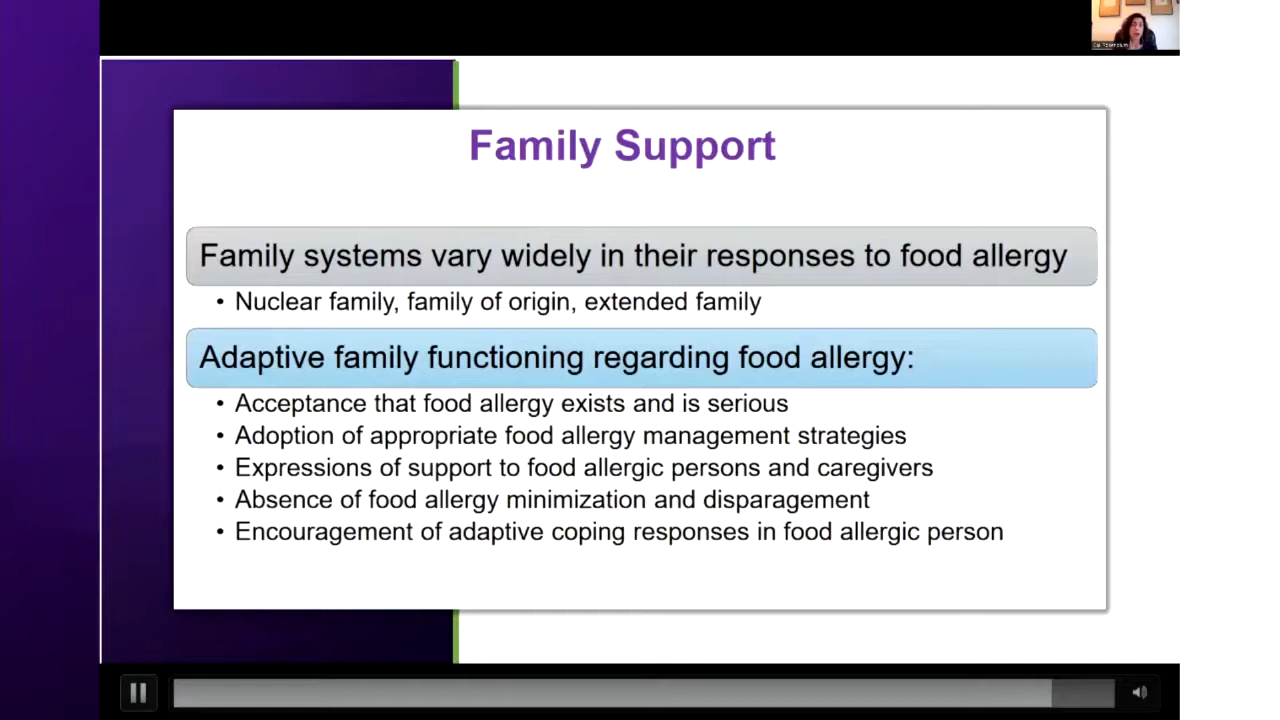 Family Support
Family systems vary widely in their responses to food allergy
• Nuclear family, family of origin, extended family
Adaptive family functioning regarding food allergy:
• Acceptance that food allergy exists and is serious
• Adoption of appropriate food allergy management strategies
• Expressions of support to food allergic persons and caregivers
• Absence of food allergy minimization and disparagement
• Encouragement of adaptive coping responses in food allergic person